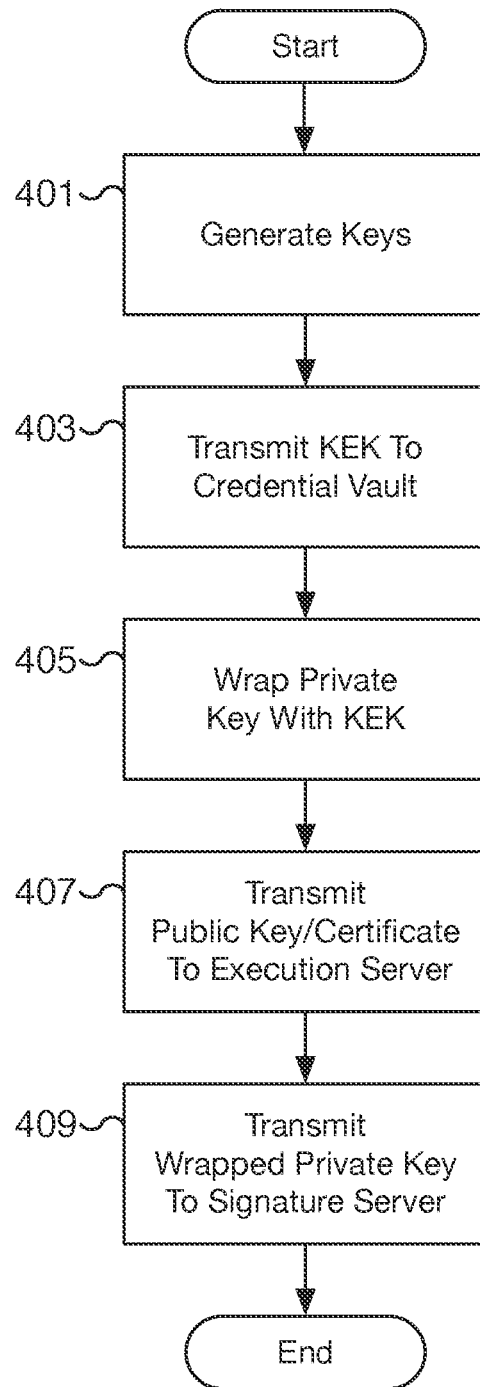 Start
401
Generate Keys
403
Transmit KEK To
Credential Vault
405
Wrap Private
Key With KEK
407
Transmit
Public Key/Certificate
To Execution Server
409
Transmit
Wrapped Private Key
To Signature Server
End